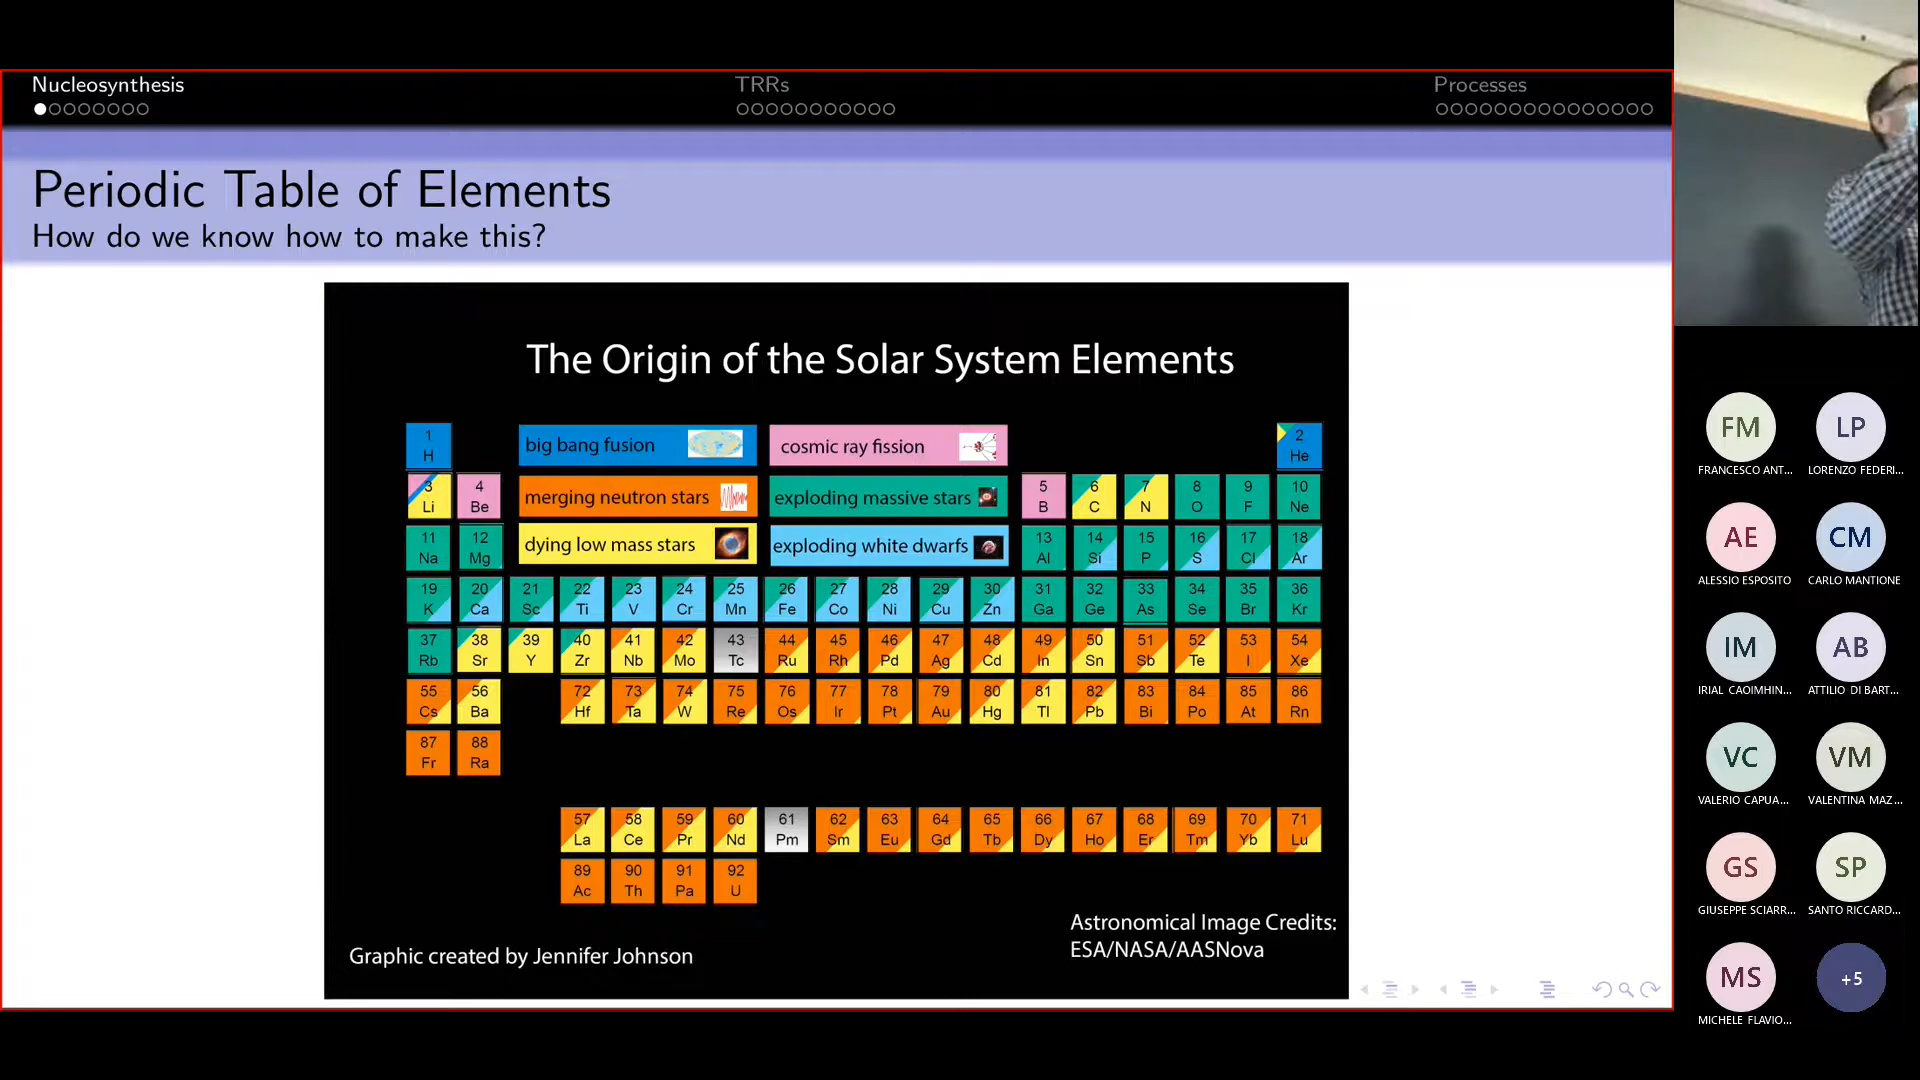 Nucleosynthesis
TRRs
Processes
Periodic Table of Elements
How do we know how to make this?
The Origin of the Solar System Elements
1 H
big bang fusion
cosmic ray fission
2 He
3 Li
4 Be
merging neutron stars
exploding massive stars
5 B
6 C
7 N
8 O
9 F
10 Ne
11 Na
12 Mg
dying low mass stars
exploding white dwarfs
13 Al
14 Si
15 P
16 S
17 Cl
18 Ar
19 K
20 Ca
21 Sc
22 Ti
23 V
24 Cr
25 Mn
26 Fe
27 Co
28 Ni
29 Cu
30 Zn
31 Ga
32 Ge
33 As
34 Se
35 Br
36 Kr
37 Rb
38 Sr
39 Y
40 Zr
41 Nb
42 Mo
43 Tc
44 Ru
45 Rh
46 Pd
47 Ag
48 Cd
49 In
50 Sn
51 Sb
52 Te
53 I
54 Xe
55 Cs
56 Ba
72 Hf
73 Ta
74 W
75 Re
76 Os
77 Ir
78 Pt
79 Au
80 Hg
81 Tl
82 Pb
83 Bi
84 Po
85 At
86 Rn
87 Fr
88 Ra
57 La
58 Ce
59 Pr
60 Nd
61 Pm
62 Sm
63 Eu
64 Gd
65 Tb
66 Dy
67 Ho
68 Er
69 Tm
70 Yb
71 Lu
89 Ac
90 Th
91 Pa
92 U
Astronomical Image Credits:
ESA/NASA/AASNova
Graphic created by Jennifer Johnson
FM
LP
FRANCESCO ANT...
LORENZO FEDERI...
AE
CM
ALESSIO ESPOSITO
CARLO MANTIONE
IM
AB
IRIAL CAOIMHIN...
ATTILIO DI BART...
VC
VM
VALERIO CAPUA...
VALENTINA MAZ...
GS
SP
GIUSEPPE SCIARR...
SANTO RICCARD...
MS
+5
MICHELE FLAVIO...